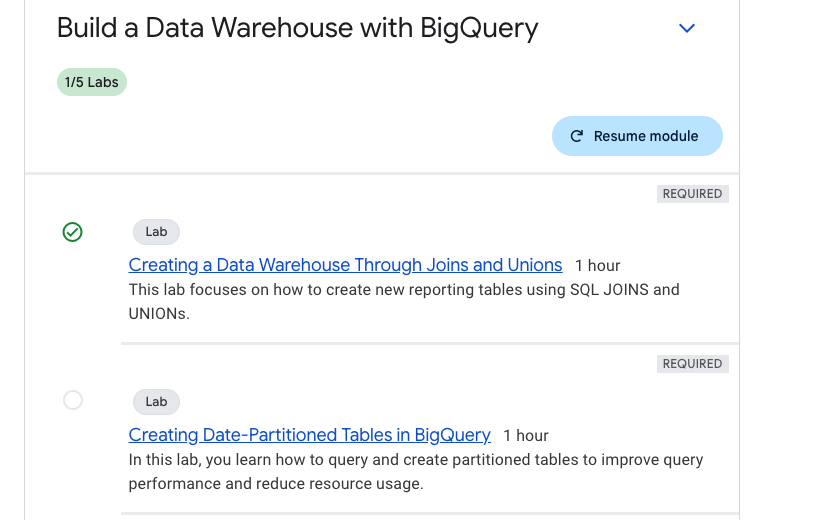 Build a Data Warehouse with BigQuery
1/5 Labs
Resume module
REQUIRED
Lab
Creating a Data Warehouse Through Joins and Unions 1 hour
This lab focuses on how to create new reporting tables using SQL JOINS and
UNIONs.
REQUIRED
Lab
Creating Date-Partitioned Tables in BigQuery 1 hour
In this lab, you learn how to query and create partitioned tables to improve query
performance and reduce resource usage.